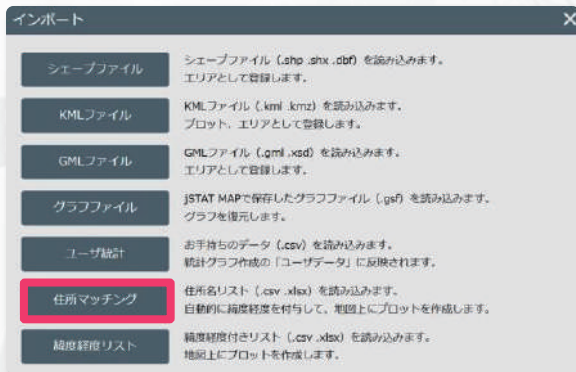 インポート
×
シェープファイル
シェープファイル (.shp .shx .dbf) を読み込みます。
エリアとして登録します。
KMLファイル
KMLファイル (.kml .kmz) を読み込みます。
プロット、エリアとして登録します。
GMLファイル
GMLファイル (.gml .xsd) を読み込みます。
エリアとして登録します。
グラフファイル
jSTAT MAPで保存したグラフファイル (.gsf) を読み込みます。
グラフを復元します。
ユーザ統計
お手持ちのデータ (.csv) を読み込みます。
統計グラフ作成の「ユーザデータ」に反映されます。
住所マッチング
住所名リスト (.csv .xlsx) を読み込みます。
自動的に緯度経度を付与して、地図上にプロットを作成します。
緯度経度リスト
緯度経度付きリスト (.csv .xlsx) を読み込みます。
地図上にプロットを作成します。